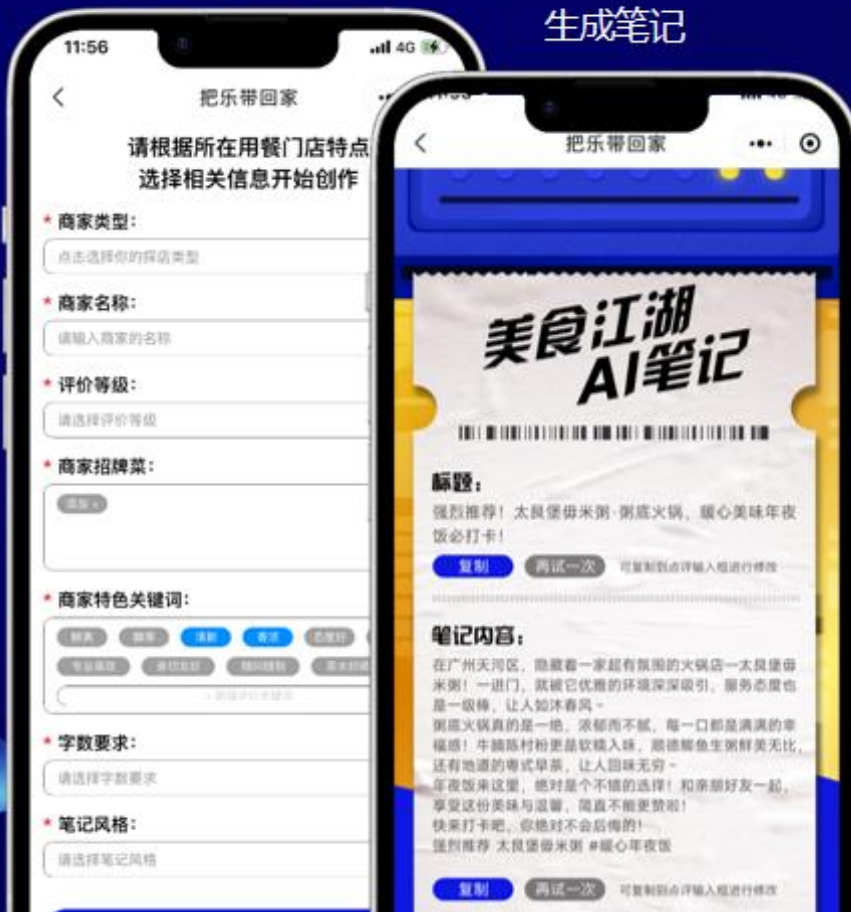 生成笔记
11:56
4G
把乐带回家
请根据所在用餐门店特点
选择相关信息开始创作
* 商家类型:
点击选择你的探店类型
* 商家名称:
请输入商家的名称
* 评价等级:
请选择评价等级
* 商家招牌菜:
添加 +
* 商家特色关键词:
清新
* 字数要求:
请选择字数要求
* 笔记风格:
请选择笔记风格
把乐带回家
美食江湖
AI笔记
标题:
强烈推荐!太艮堡毋米粥·粥底火锅,暖心美味年夜
饭必打卡!
复制
再试一次
可复制到点评输入框进行修改
笔记内容:
在广州天河区,隐藏着一家超有氛围的火锅店—太艮堡毋
米粥!一进门,就被它优雅的环境深深吸引,服务态度也
是一级棒,让人如沐春风~
粥底火锅真的是一绝,浓郁而不腻,每一口都是满满的幸
福感!牛腩陈村粉更是软糯入味,顺德鲫鱼生粥鲜美无比,
还有地道的粤式早茶,让人回味无穷~
年夜饭来这里,绝对是个不错的选择!和亲朋好友一起,
享受这份美味与温馨,简直不能更赞啦!
快来打卡吧,你绝对不会后悔的!
强烈推荐 太艮堡毋米粥 #暖心年夜饭
复制
再试一次
可复制到点评输入框进行修改